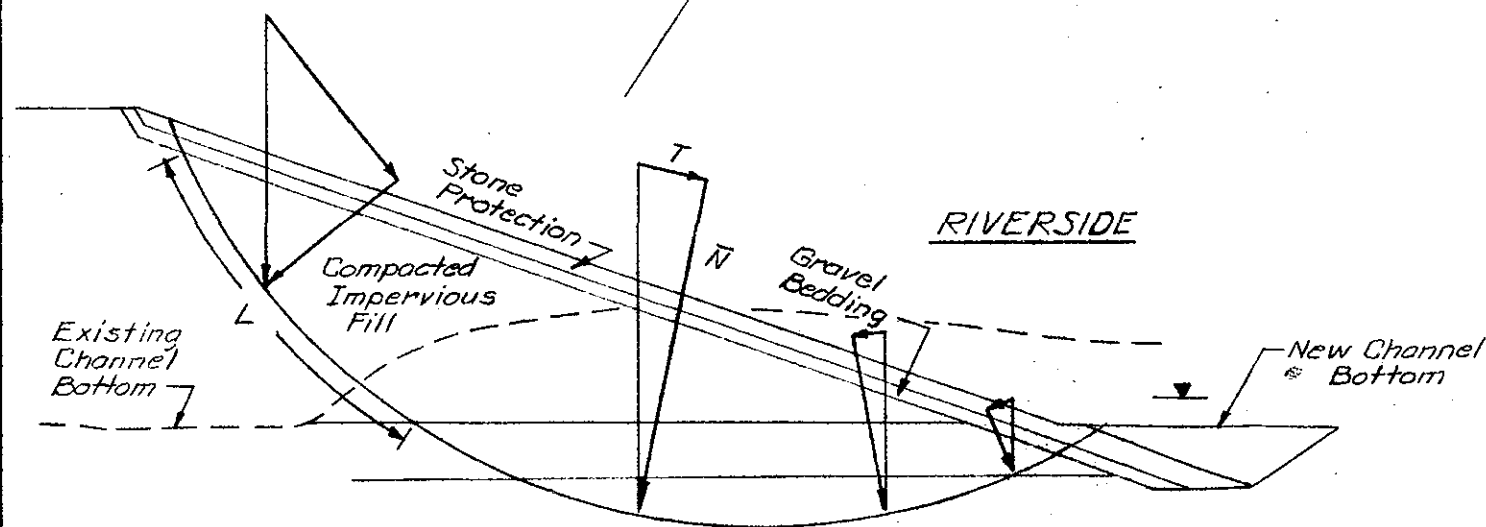 T
Stone
Protection
N̅
RIVERSIDE
Gravel
Bedding
Compacted
Impervious
Fill
L
Existing
Channel
Bottom
New Channel
Bottom